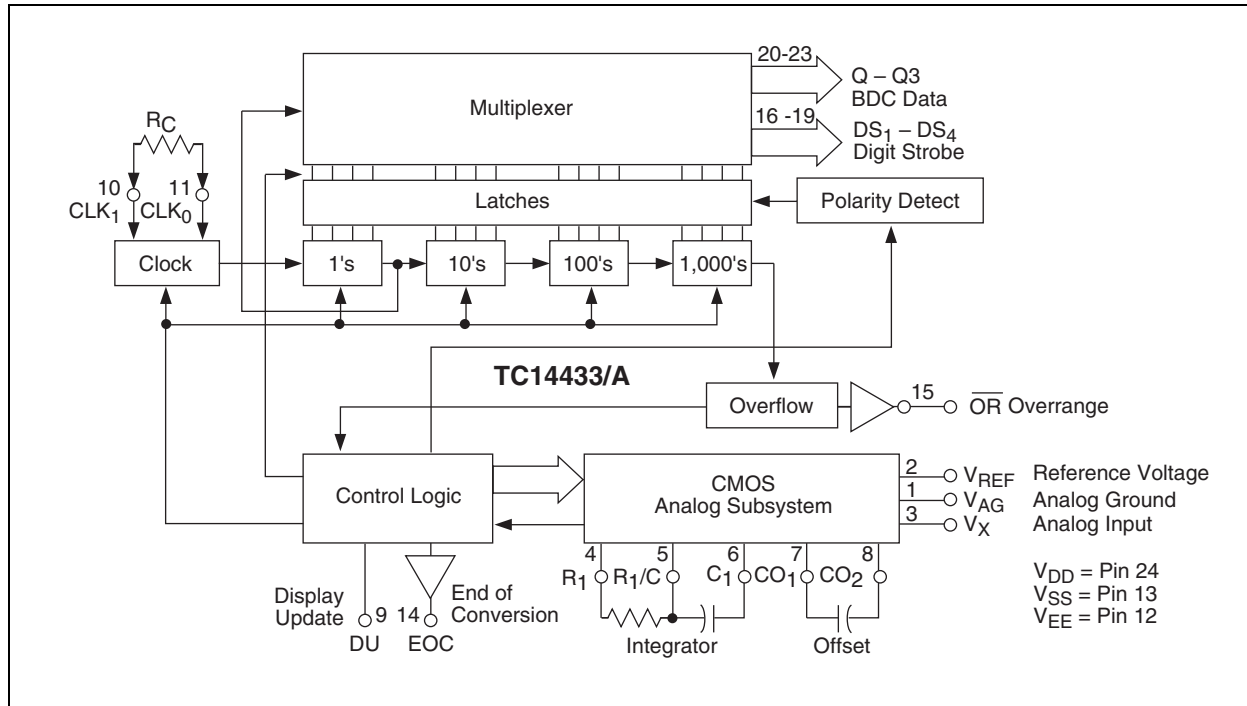 20-23
Q – Q3
BDC Data
Multiplexer
16 -19
DS1 – DS4
Digit Strobe
RC
10
11
CLK1
CLK0
Latches
Polarity Detect
Clock
1's
10's
100's
1,000's
TC14433/A
Overflow
15
OR Overrange
Control Logic
CMOS
Analog Subsystem
2
VREF
Reference Voltage
1
VAG
Analog Ground
3
VX
Analog Input
4
5
6
7
8
R1
R1/C
C1
CO1
CO2
Display
Update
9
DU
14
EOC
End of
Conversion
Integrator
Offset
VDD = Pin 24
VSS = Pin 13
VEE = Pin 12